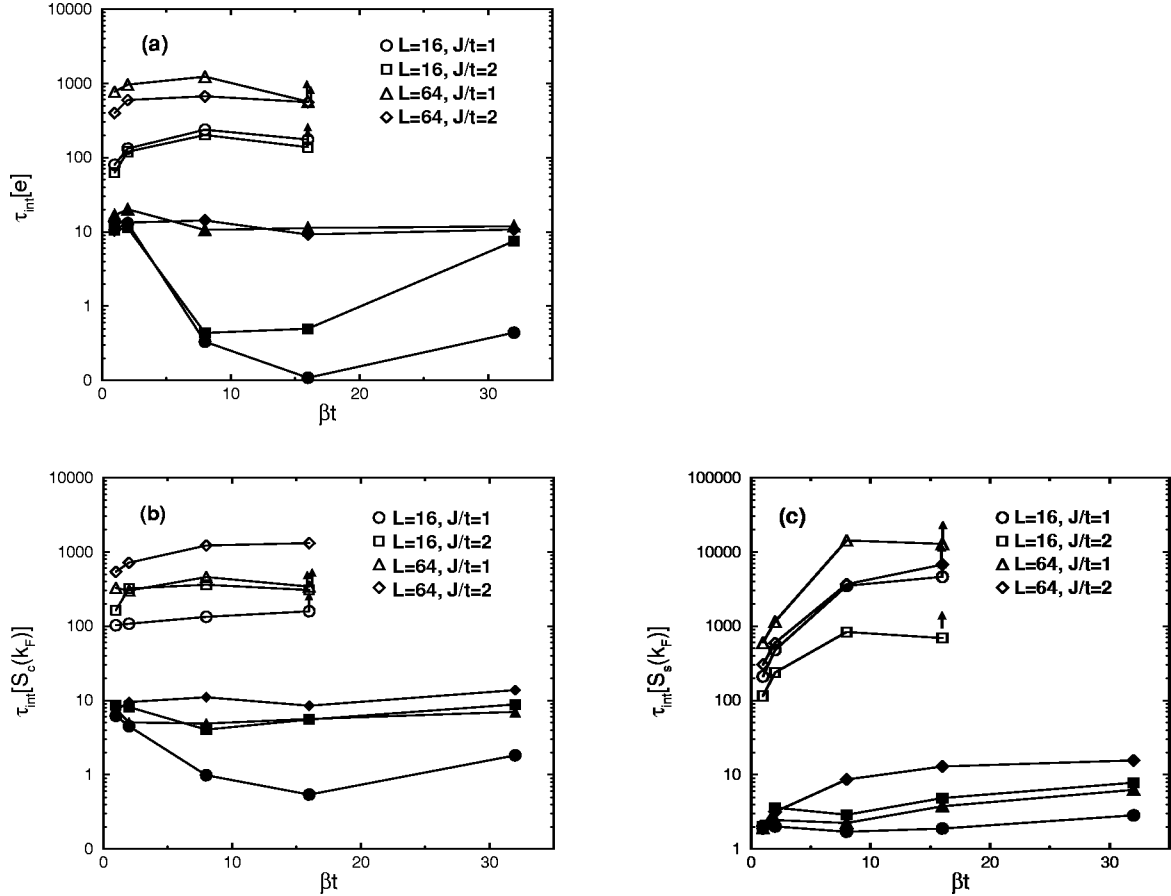 10000
1000
100
10
1
0
τint[e]
(a)
L=16, J/t=1
L=16, J/t=2
L=64, J/t=1
L=64, J/t=2
0 10 20 30
βt
10000
1000
100
10
1
0
τint[Sc(kF)]
(b)
L=16, J/t=1
L=16, J/t=2
L=64, J/t=1
L=64, J/t=2
0 10 20 30
βt
100000
10000
1000
100
10
1
τint[Ss(kF)]
(c)
L=16, J/t=1
L=16, J/t=2
L=64, J/t=1
L=64, J/t=2
0 10 20 30
βt